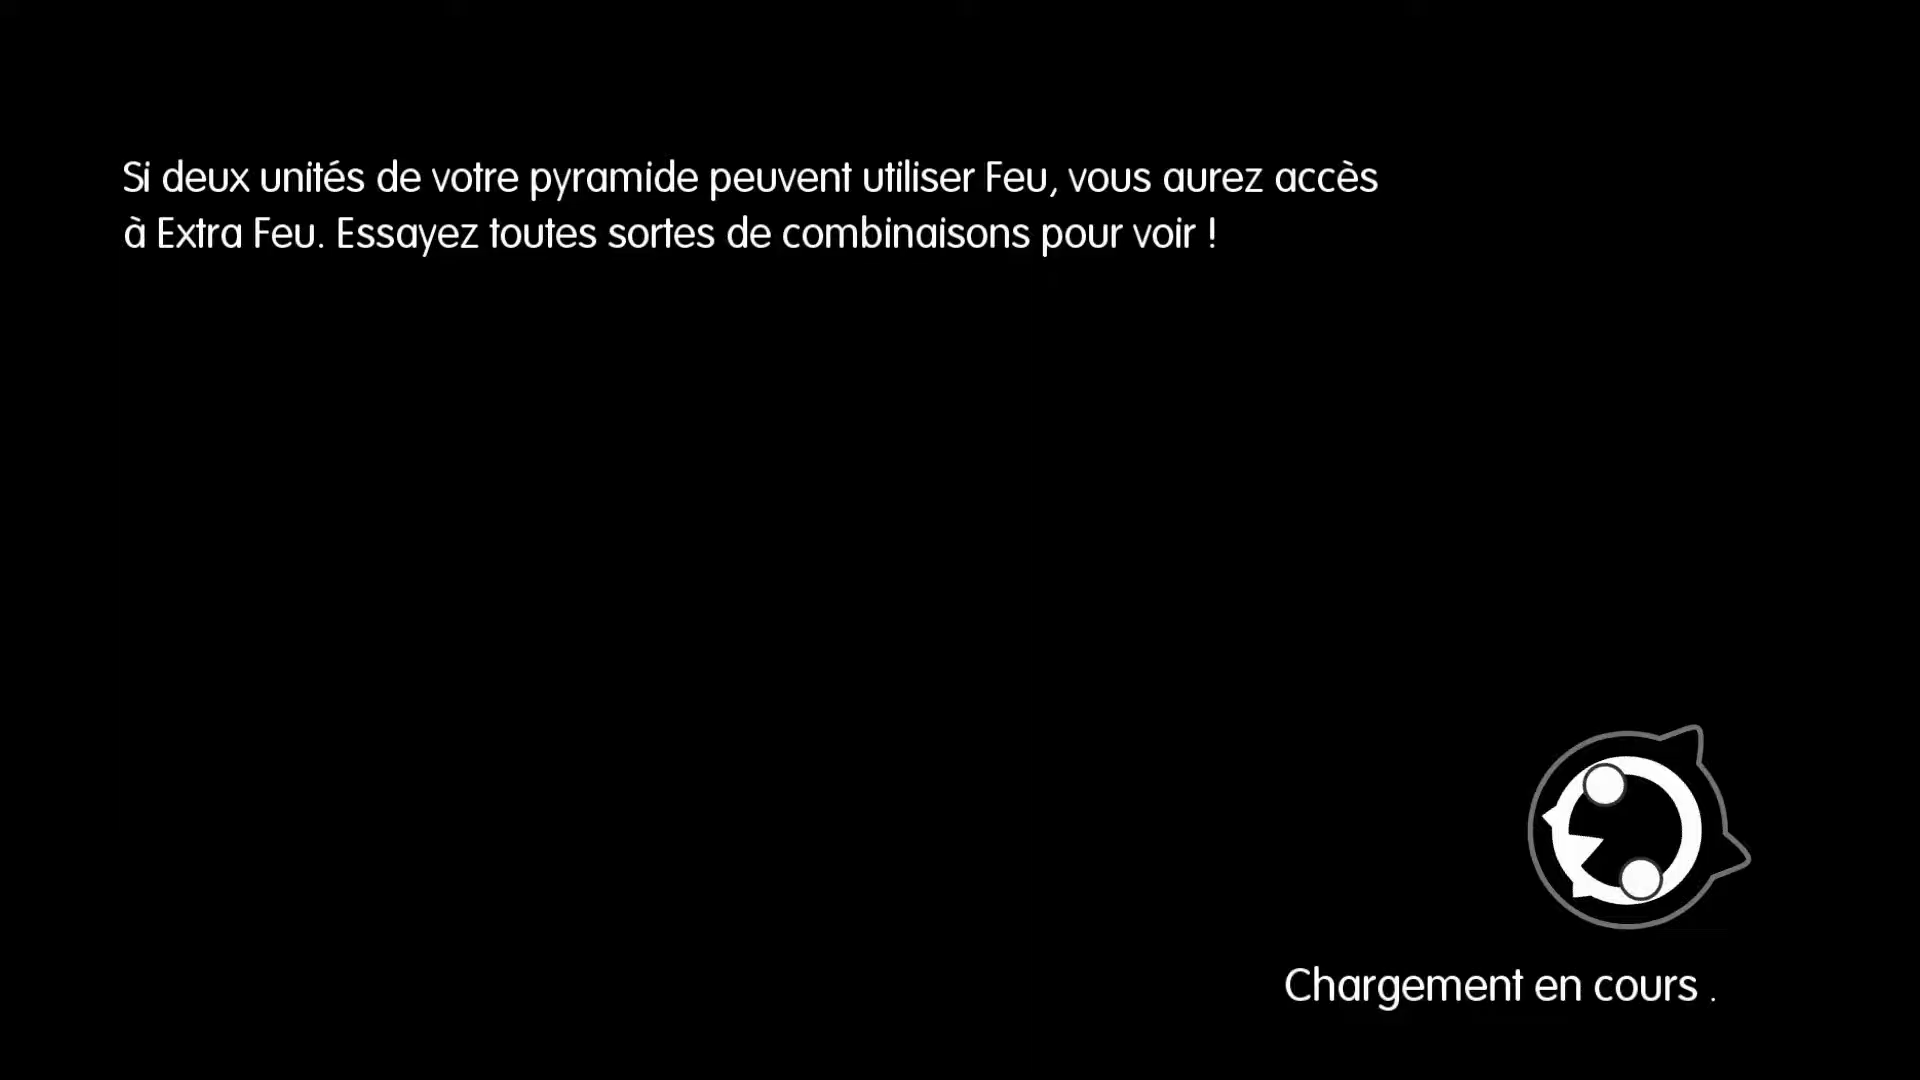 Si deux unités de votre pyramide peuvent utiliser Feu, vous aurez accès
à Extra Feu. Essayez toutes sortes de combinaisons pour voir !
Chargement en cours .